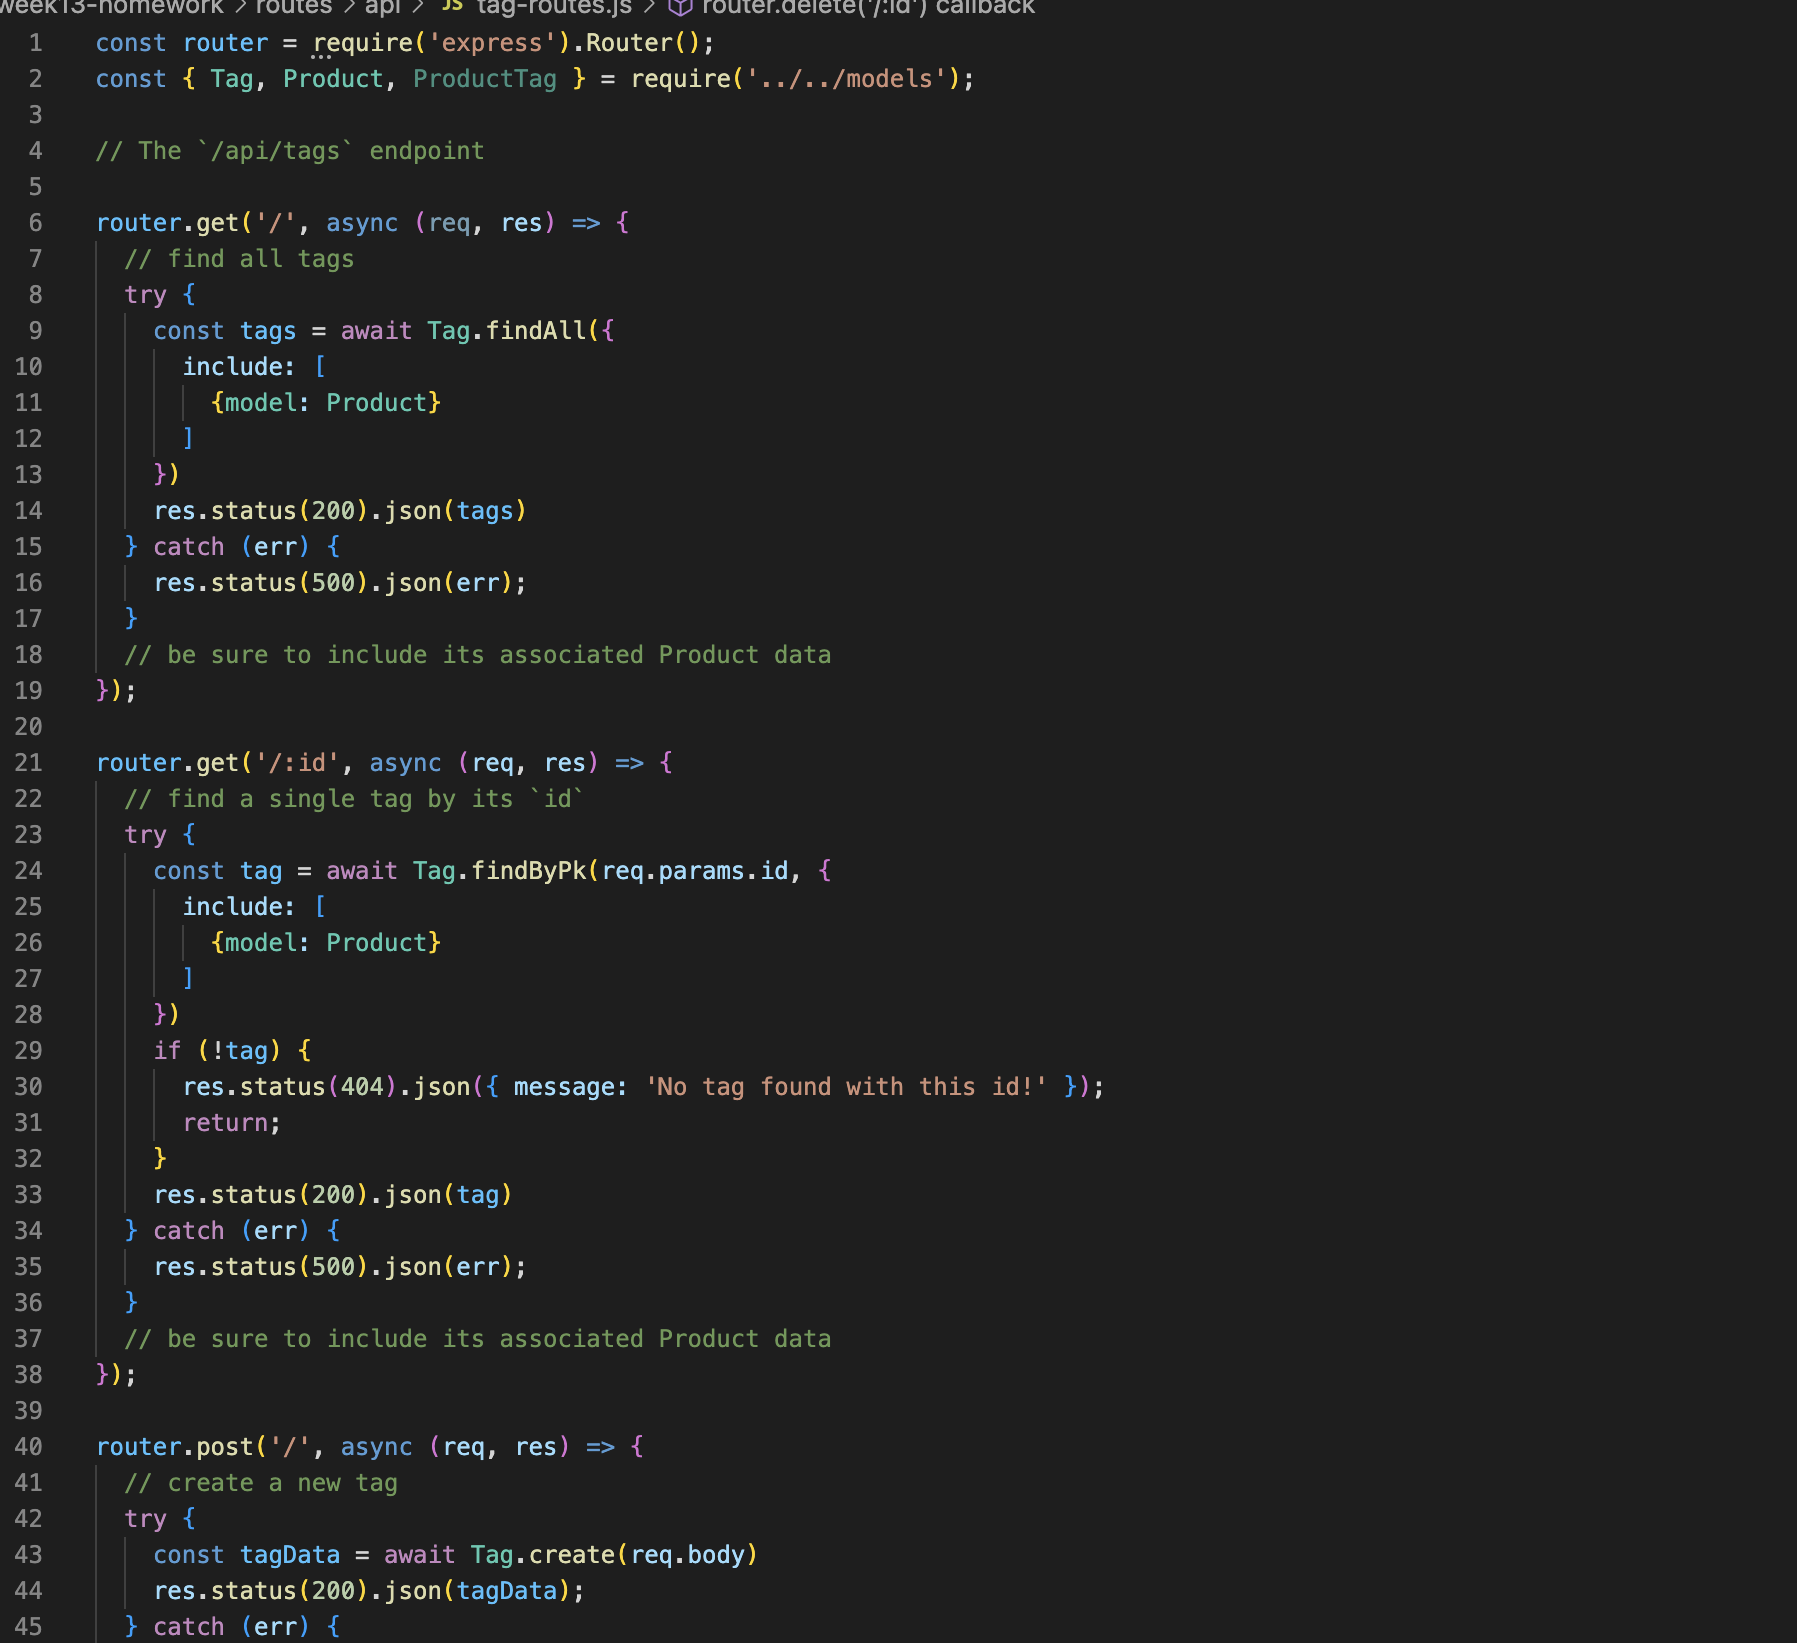 week13-homework > routes > api > JS tag-routes.js > router.delete('/:id') callback
1 const router = require('express').Router();
2 const { Tag, Product, ProductTag } = require('../../models');
3
4 // The `/api/tags` endpoint
5
6 router.get('/', async (req, res) => {
7 // find all tags
8 try {
9 const tags = await Tag.findAll({
10 include: [
11 {model: Product}
12 ]
13 })
14 res.status(200).json(tags)
15 } catch (err) {
16 res.status(500).json(err);
17 }
18 // be sure to include its associated Product data
19 });
20
21 router.get('/:id', async (req, res) => {
22 // find a single tag by its `id`
23 try {
24 const tag = await Tag.findByPk(req.params.id, {
25 include: [
26 {model: Product}
27 ]
28 })
29 if (!tag) {
30 res.status(404).json({ message: 'No tag found with this id!' });
31 return;
32 }
33 res.status(200).json(tag)
34 } catch (err) {
35 res.status(500).json(err);
36 }
37 // be sure to include its associated Product data
38 });
39
40 router.post('/', async (req, res) => {
41 // create a new tag
42 try {
43 const tagData = await Tag.create(req.body)
44 res.status(200).json(tagData);
45 } catch (err) {